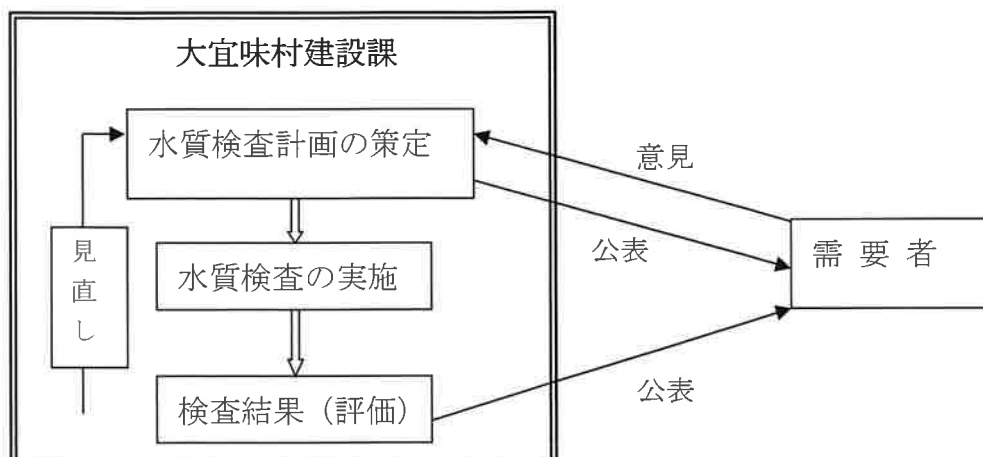 大宜味村建設課
水質検査計画の策定
意見
見直し
公表
需要者
水質検査の実施
公表
検査結果（評価）